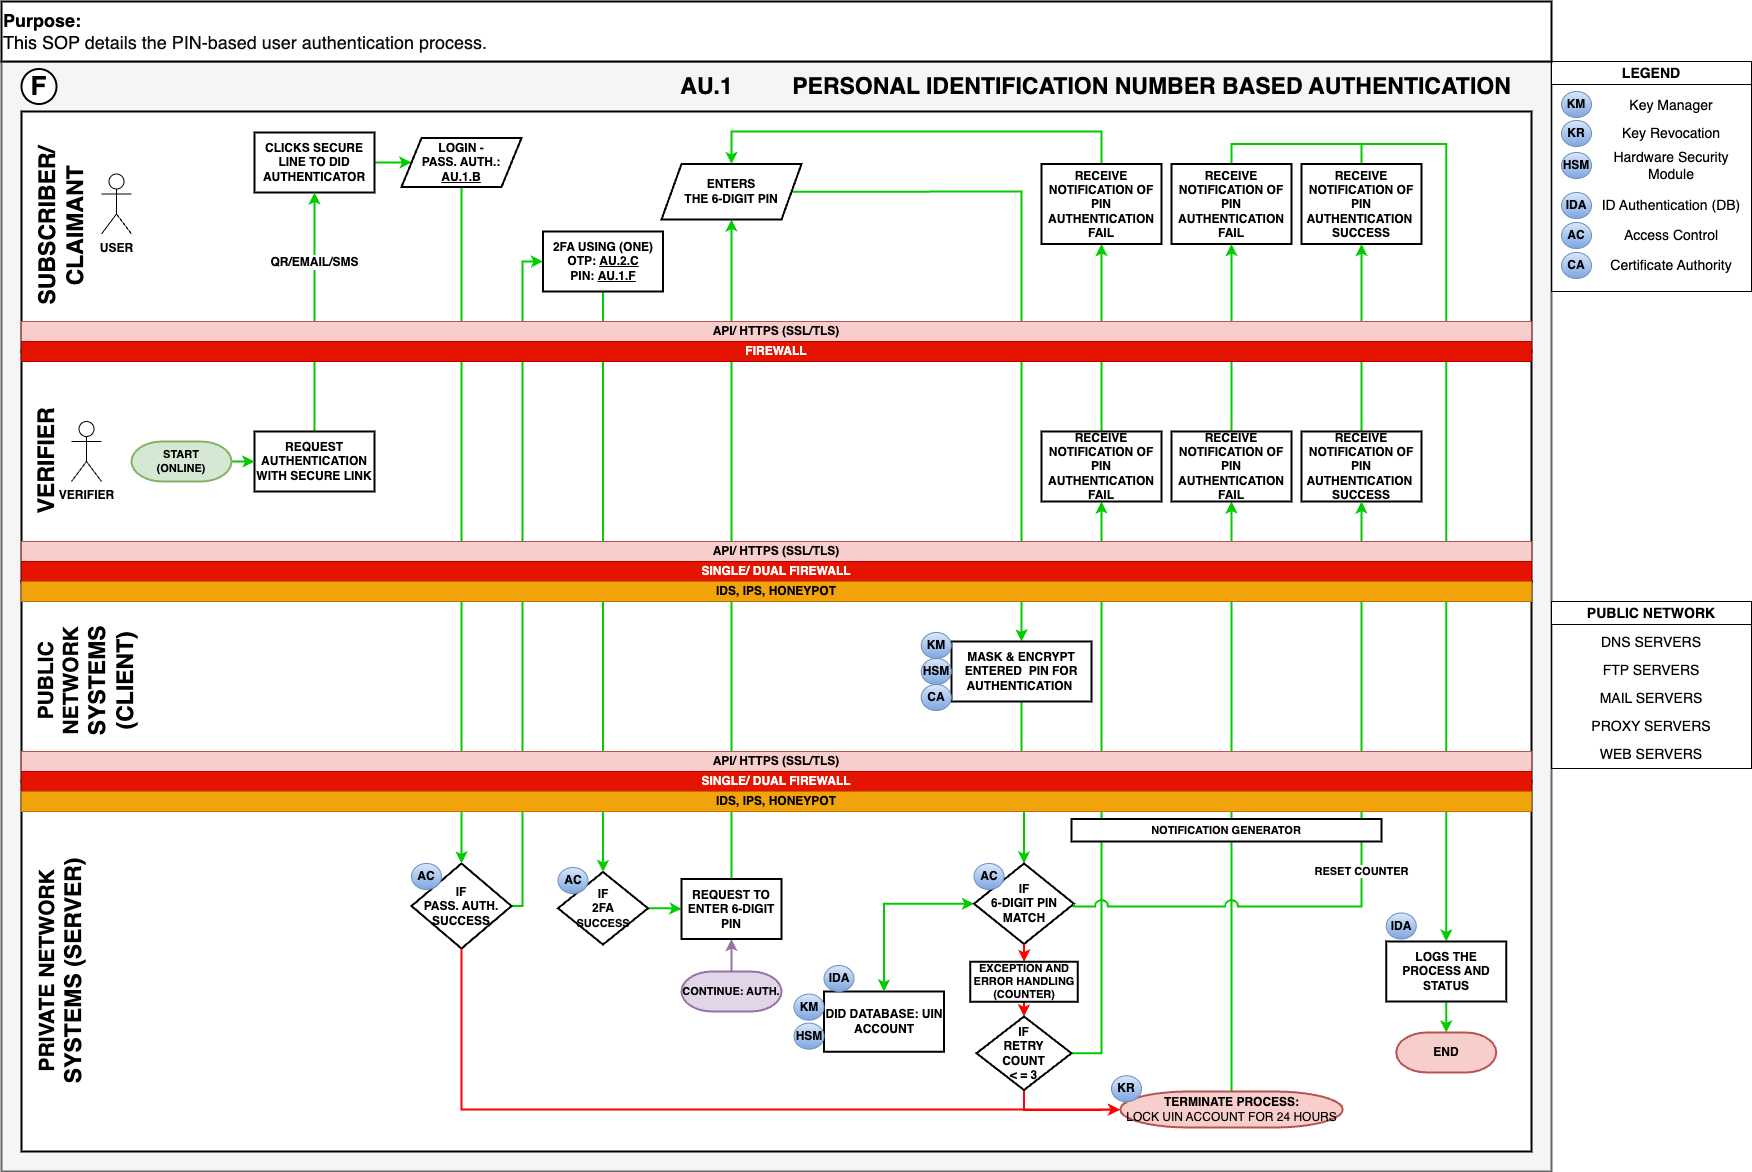 Purpose:
This SOP details the PIN-based user authentication process.
F
AU.1
PERSONAL IDENTIFICATION NUMBER BASED AUTHENTICATION
LEGEND
KM
Key Manager
KR
Key Revocation
HSM
Hardware Security
Module
IDA
ID Authentication (DB)
AC
Access Control
CA
Certificate Authority
SUBSCRIBER/
CLAIMANT
USER
CLICKS SECURE
LINE TO DID
AUTHENTICATOR
LOGIN -
PASS. AUTH.:
AU.1.B
QR/EMAIL/SMS
2FA USING (ONE)
OTP: AU.2.C
PIN: AU.1.F
ENTERS
THE 6-DIGIT PIN
RECEIVE
NOTIFICATION OF
PIN
AUTHENTICATION
FAIL
RECEIVE
NOTIFICATION OF
PIN
AUTHENTICATION
FAIL
RECEIVE
NOTIFICATION OF
PIN
AUTHENTICATION
SUCCESS
API/ HTTPS (SSL/TLS)
FIREWALL
VERIFIER
VERIFIER
START
(ONLINE)
REQUEST
AUTHENTICATION
WITH SECURE LINK
RECEIVE
NOTIFICATION OF
PIN
AUTHENTICATION
FAIL
RECEIVE
NOTIFICATION OF
PIN
AUTHENTICATION
FAIL
RECEIVE
NOTIFICATION OF
PIN
AUTHENTICATION
SUCCESS
API/ HTTPS (SSL/TLS)
SINGLE/ DUAL FIREWALL
IDS, IPS, HONEYPOT
PUBLIC
NETWORK
SYSTEMS
(CLIENT)
KM
HSM
CA
MASK & ENCRYPT
ENTERED PIN FOR
AUTHENTICATION
PUBLIC NETWORK
DNS SERVERS
FTP SERVERS
MAIL SERVERS
PROXY SERVERS
WEB SERVERS
API/ HTTPS (SSL/TLS)
SINGLE/ DUAL FIREWALL
IDS, IPS, HONEYPOT
PRIVATE NETWORK
SYSTEMS (SERVER)
AC
IF
PASS. AUTH.
SUCCESS
AC
IF
2FA
SUCCESS
REQUEST TO
ENTER 6-DIGIT
PIN
CONTINUE: AUTH.
IDA
KM
HSM
DID DATABASE: UIN
ACCOUNT
AC
IF
6-DIGIT PIN
MATCH
EXCEPTION AND
ERROR HANDLING
(COUNTER)
IF
RETRY
COUNT
< = 3
NOTIFICATION GENERATOR
RESET COUNTER
KR
TERMINATE PROCESS:
LOCK UIN ACCOUNT FOR 24 HOURS
IDA
LOGS THE
PROCESS AND
STATUS
END